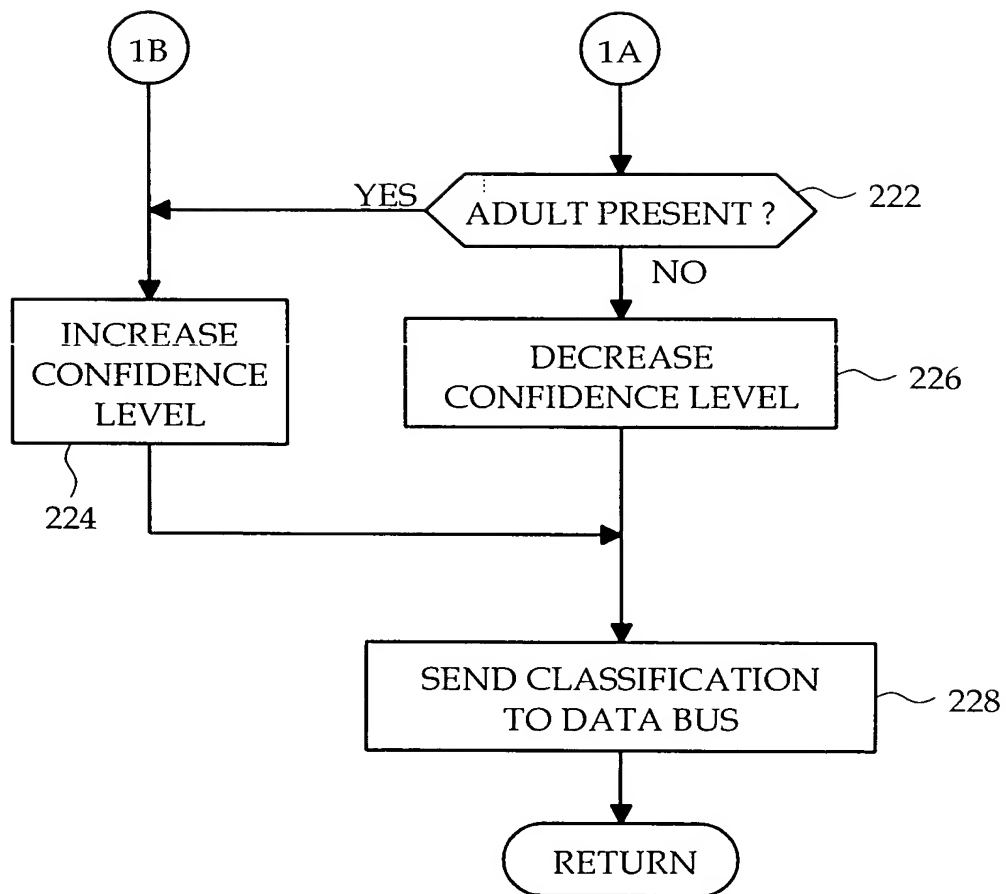 1B
1A
YES
ADULT PRESENT ?
222
NO
INCREASE
CONFIDENCE
LEVEL
224
DECREASE
CONFIDENCE LEVEL
226
SEND CLASSIFICATION
TO DATA BUS
228
RETURN